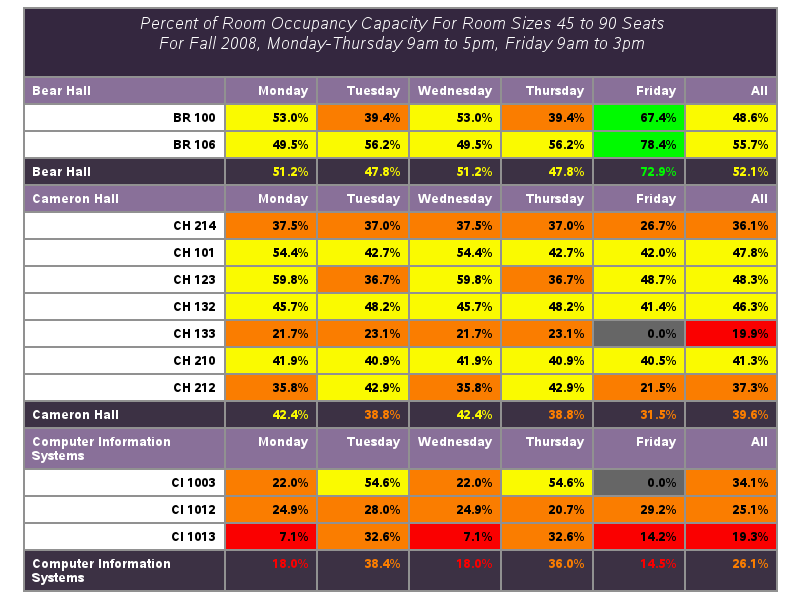 Percent of Room Occupancy Capacity For Room Sizes 45 to 90 Seats
For Fall 2008, Monday-Thursday 9am to 5pm, Friday 9am to 3pm
Bear Hall Monday Tuesday Wednesday Thursday Friday All
BR 100 53.0% 39.4% 53.0% 39.4% 67.4% 48.6%
BR 106 49.5% 56.2% 49.5% 56.2% 78.4% 55.7%
Bear Hall 51.2% 47.8% 51.2% 47.8% 72.9% 52.1%
Cameron Hall Monday Tuesday Wednesday Thursday Friday All
CH 214 37.5% 37.0% 37.5% 37.0% 26.7% 36.1%
CH 101 54.4% 42.7% 54.4% 42.7% 42.0% 47.8%
CH 123 59.8% 36.7% 59.8% 36.7% 48.7% 48.3%
CH 132 45.7% 48.2% 45.7% 48.2% 41.4% 46.3%
CH 133 21.7% 23.1% 21.7% 23.1% 0.0% 19.9%
CH 210 41.9% 40.9% 41.9% 40.9% 40.5% 41.3%
CH 212 35.8% 42.9% 35.8% 42.9% 21.5% 37.3%
Cameron Hall 42.4% 38.8% 42.4% 38.8% 31.5% 39.6%
Computer Information Monday Tuesday Wednesday Thursday Friday All
Systems
CI 1003 22.0% 54.6% 22.0% 54.6% 0.0% 34.1%
CI 1012 24.9% 28.0% 24.9% 20.7% 29.2% 25.1%
CI 1013 7.1% 32.6% 7.1% 32.6% 14.2% 19.3%
Computer Information 18.0% 38.4% 18.0% 36.0% 14.5% 26.1%
Systems